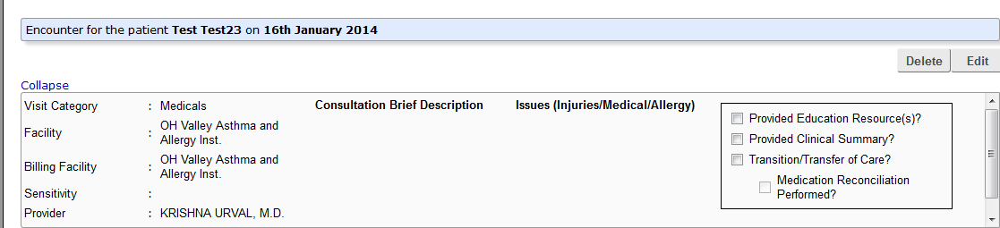 Encounter for the patient Test Test23 on 16th January 2014
Delete Edit
Collapse
Visit Category : Medicals
Facility : OH Valley Asthma and
Allergy Inst.
Billing Facility : OH Valley Asthma and
Allergy Inst.
Sensitivity :
Provider : KRISHNA URVAL, M.D.
Consultation Brief Description
Issues (Injuries/Medical/Allergy)
Provided Education Resource(s)?
Provided Clinical Summary?
Transition/Transfer of Care?
Medication Reconciliation
Performed?